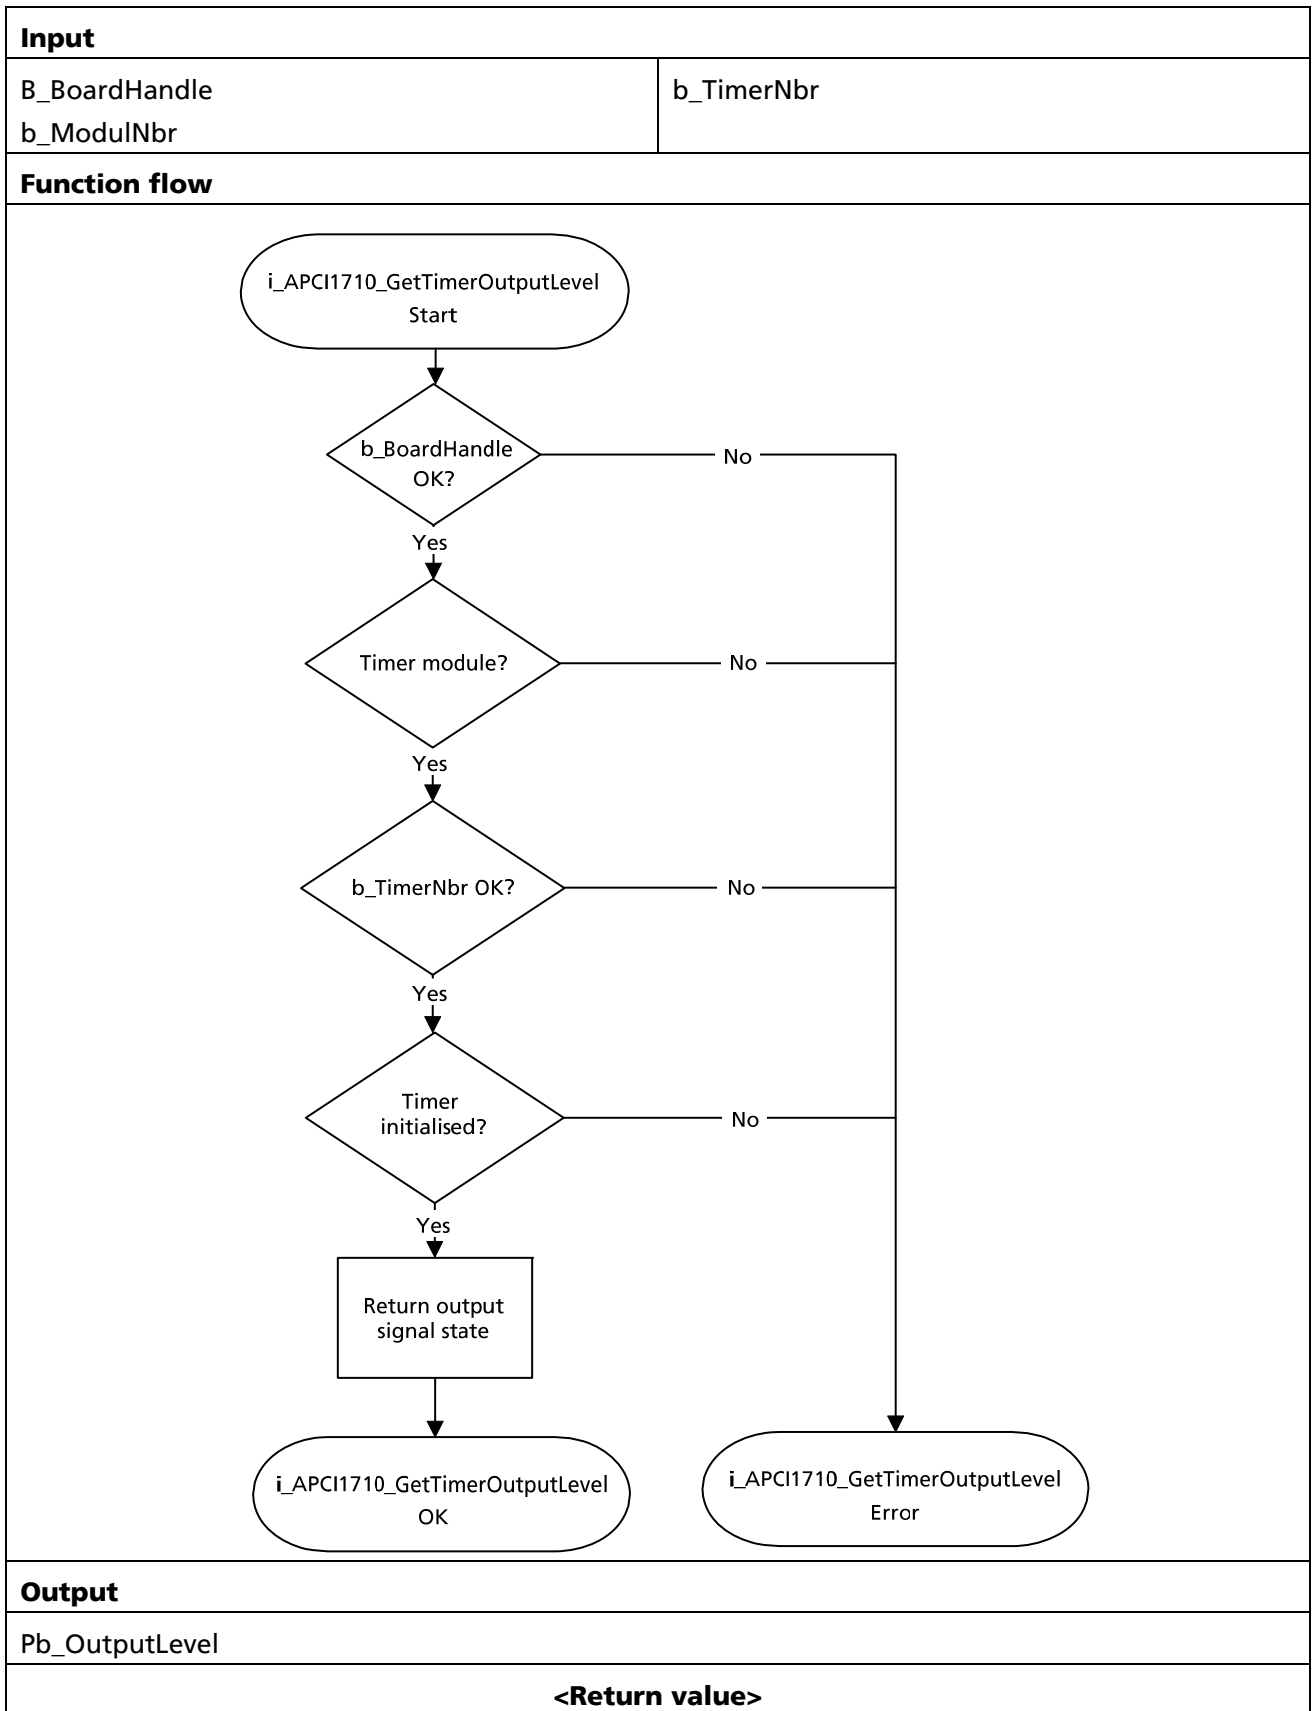 Input
B_BoardHandle
b_ModulNbr
b_TimerNbr
Function flow
i_APCI1710_GetTimerOutputLevel
Start
b_BoardHandle
OK?
No
Yes
Timer module?
No
Yes
b_TimerNbr OK?
No
Yes
Timer
initialised?
No
Yes
Return output
signal state
i_APCI1710_GetTimerOutputLevel
OK
i_APCI1710_GetTimerOutputLevel
Error
Output
Pb_OutputLevel
<Return value>